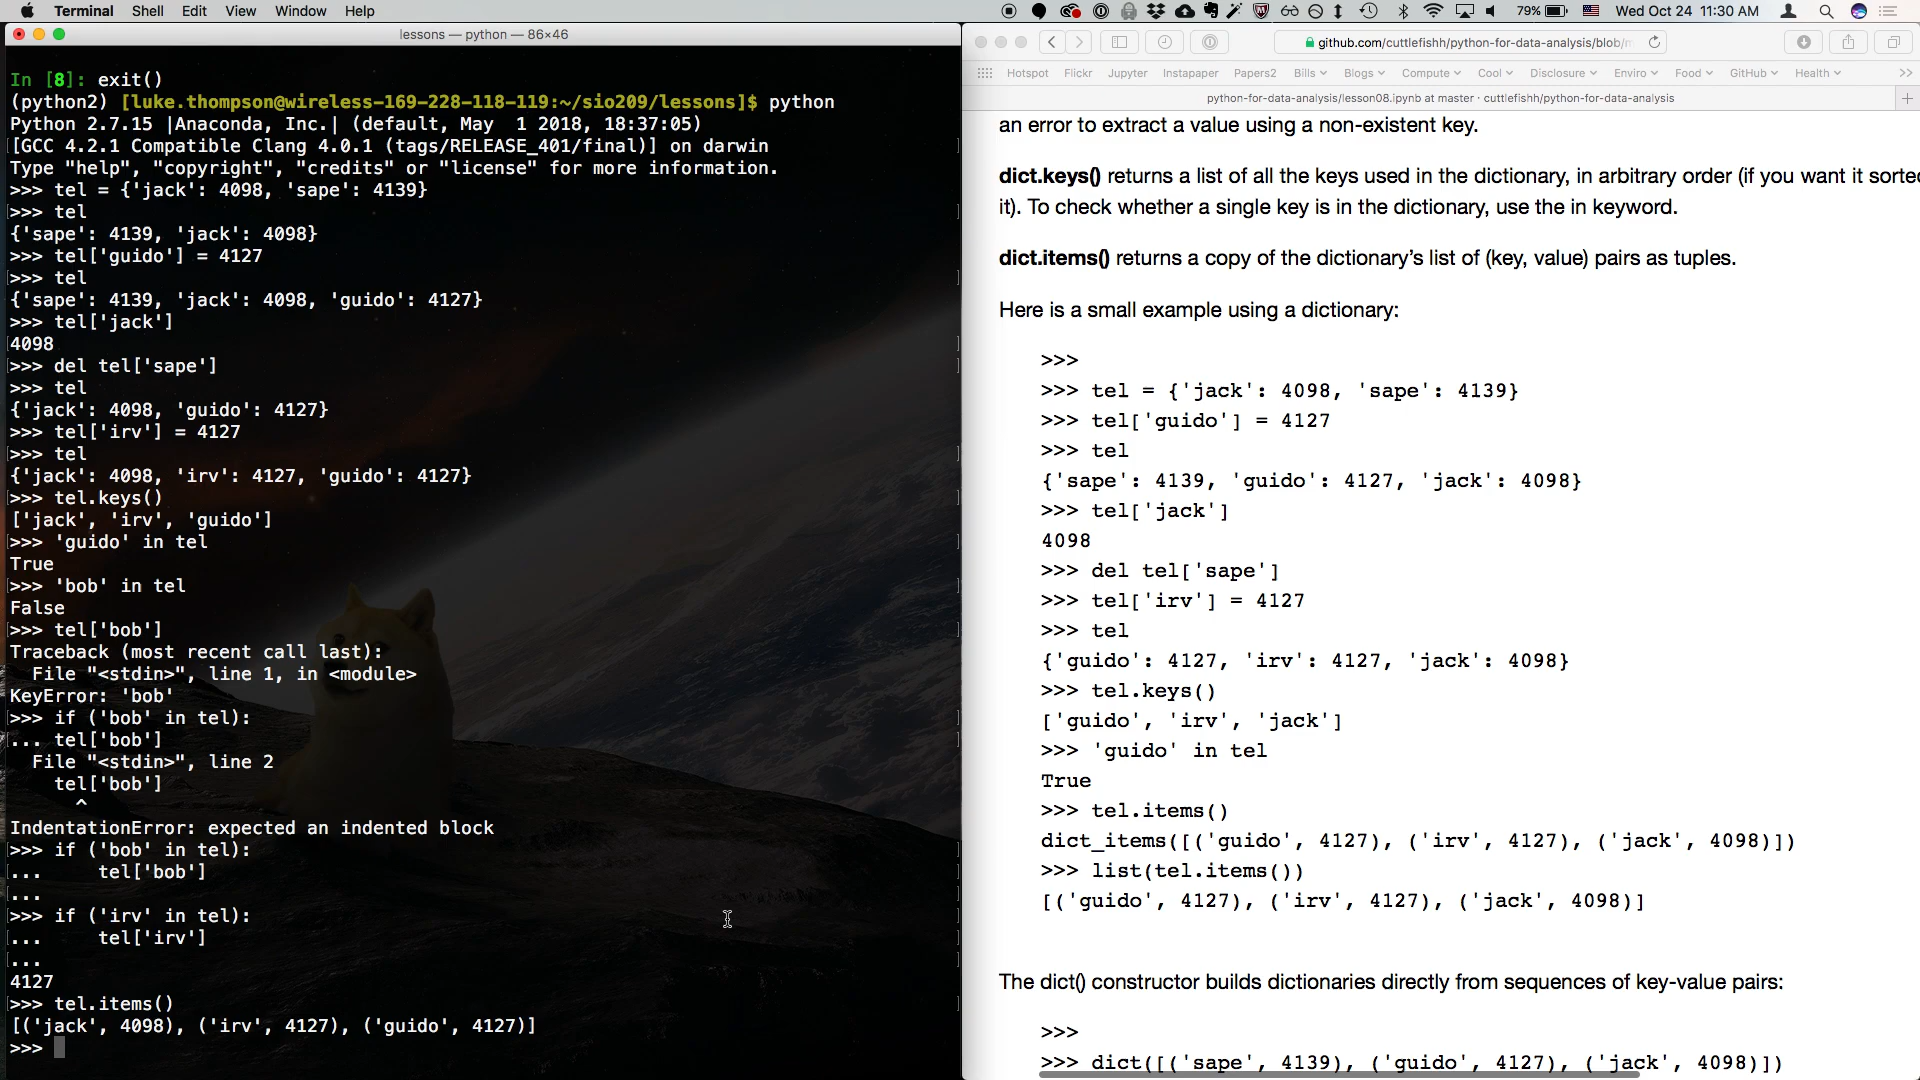 Terminal Shell Edit View Window Help
79% Wed Oct 24 11:30 AM
lessons — python — 86×46
In [8]: exit()
(python2) [luke.thompson@wireless-169-228-118-119:~/sio209/lessons]$ python
Python 2.7.15 |Anaconda, Inc.| (default, May  1 2018, 18:37:05)
[GCC 4.2.1 Compatible Clang 4.0.1 (tags/RELEASE_401/final)] on darwin
Type "help", "copyright", "credits" or "license" for more information.
>>> tel = {'jack': 4098, 'sape': 4139}
>>> tel
{'sape': 4139, 'jack': 4098}
>>> tel['guido'] = 4127
>>> tel
{'sape': 4139, 'jack': 4098, 'guido': 4127}
>>> tel['jack']
4098
>>> del tel['sape']
>>> tel
{'jack': 4098, 'guido': 4127}
>>> tel['irv'] = 4127
>>> tel
{'jack': 4098, 'irv': 4127, 'guido': 4127}
>>> tel.keys()
['jack', 'irv', 'guido']
>>> 'guido' in tel
True
>>> 'bob' in tel
False
>>> tel['bob']
Traceback (most recent call last):
  File "<stdin>", line 1, in <module>
KeyError: 'bob'
>>> if ('bob' in tel):
... tel['bob']
  File "<stdin>", line 2
    tel['bob']
      ^
IndentationError: expected an indented block
>>> if ('bob' in tel):
...     tel['bob']
...
>>> if ('irv' in tel):
...     tel['irv']
...
4127
>>> tel.items()
[('jack', 4098), ('irv', 4127), ('guido', 4127)]
>>>
github.com/cuttlefishh/python-for-data-analysis/blob/m
Hotspot Flickr Jupyter Instapaper Papers2 Bills Blogs Compute Cool Disclosure Enviro Food GitHub Health >>
python-for-data-analysis/lesson08.ipynb at master · cuttlefishh/python-for-data-analysis
an error to extract a value using a non-existent key.
dict.keys() returns a list of all the keys used in the dictionary, in arbitrary order (if you want it sorted
it). To check whether a single key is in the dictionary, use the in keyword.
dict.items() returns a copy of the dictionary’s list of (key, value) pairs as tuples.
Here is a small example using a dictionary:
>>>
>>> tel = {'jack': 4098, 'sape': 4139}
>>> tel['guido'] = 4127
>>> tel
{'sape': 4139, 'guido': 4127, 'jack': 4098}
>>> tel['jack']
4098
>>> del tel['sape']
>>> tel['irv'] = 4127
>>> tel
{'guido': 4127, 'irv': 4127, 'jack': 4098}
>>> tel.keys()
['guido', 'irv', 'jack']
>>> 'guido' in tel
True
>>> tel.items()
dict_items([('guido', 4127), ('irv', 4127), ('jack', 4098)])
>>> list(tel.items())
[('guido', 4127), ('irv', 4127), ('jack', 4098)]
The dict() constructor builds dictionaries directly from sequences of key-value pairs:
>>>
>>> dict([('sape', 4139), ('guido', 4127), ('jack', 4098)])